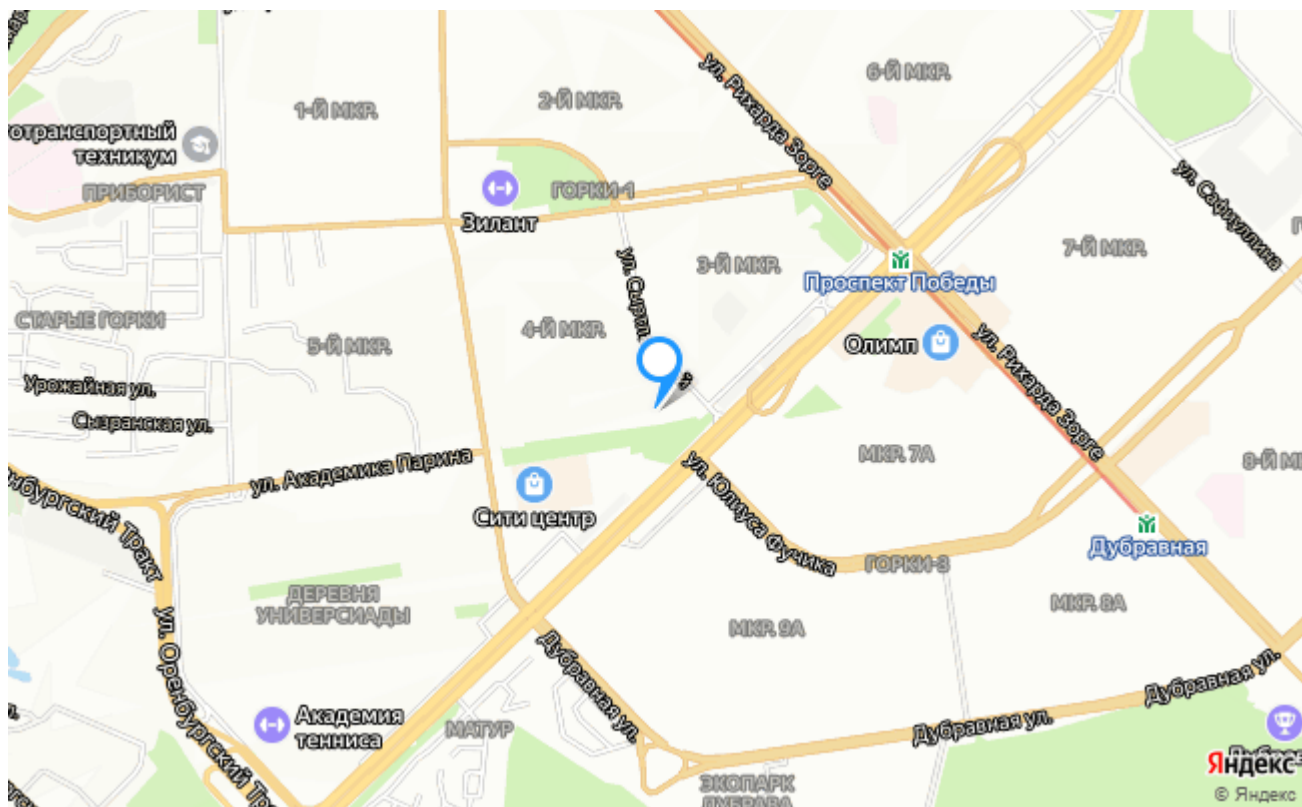 ул. Рихарда Зорге
6-Й МКР.
2-Й МКР.
1-Й МКР.
отранспортный
техникум
ПРИБОРИСТ
ГОРКИ-1
Зилант
ул. Сафиуллина
7-Й МКР.
3-Й МКР.
Проспект Победы
СТАРЫЕ ГОРКИ
5-Й МКР.
4-Й МКР.
Олимп
ул. Рихарда Зорге
Урожайная ул.
Сызранская ул.
ул. Академика Парина
МКР. 7А
8-Й
Сити центр
ул. Юлиуса Фучика
Дубравная
ГОРКИ-3
Тракт
ДЕРЕВНЯ
УНИВЕРСИАДЫ
МКР. 8А
МКР. 9А
ул. Оренбургский
Дубравная ул.
Дубравная ул.
Дубравная ул.
Академия
тенниса
МАТУР
ЭКОПАРК
ДУБРАВА
Яндекс
© Яндекс